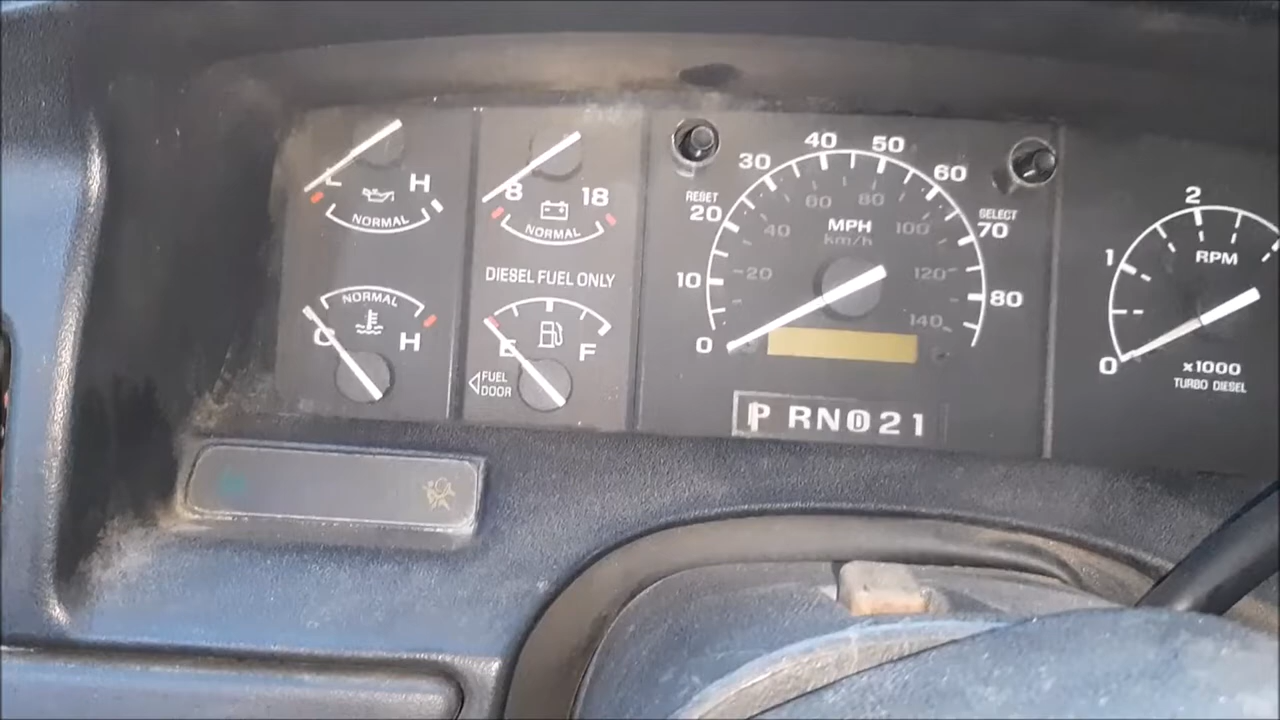 L H
NORMAL
8 18
NORMAL
DIESEL FUEL ONLY
NORMAL
C H
E F
FUEL
DOOR
RESET
SELECT
0 10 20 30 40 50 60 70 80
MPH
km/h
20 40 60 80 100 120 140
P R N D 2 1
0 1 2
RPM
x1000
TURBO DIESEL